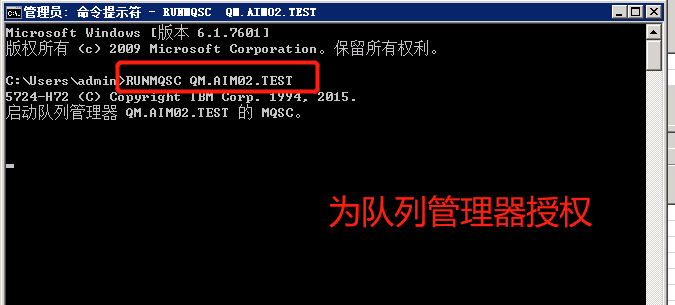 管理员: 命令提示符 - RUNMQSC  QM.AIM02.TEST
Microsoft Windows [版本 6.1.7601]
版权所有 (c) 2009 Microsoft Corporation。保留所有权利。
C:\Users\admin>RUNMQSC QM.AIM02.TEST
5724-H72 (C) Copyright IBM Corp. 1994, 2015.
启动队列管理器 QM.AIM02.TEST 的 MQSC。
为队列管理器授权